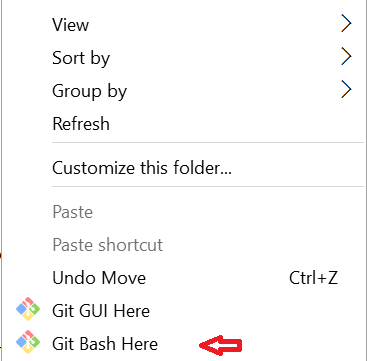 View
Sort by
Group by
Refresh
Customize this folder...
Paste
Paste shortcut
Undo Move Ctrl+Z
Git GUI Here
Git Bash Here